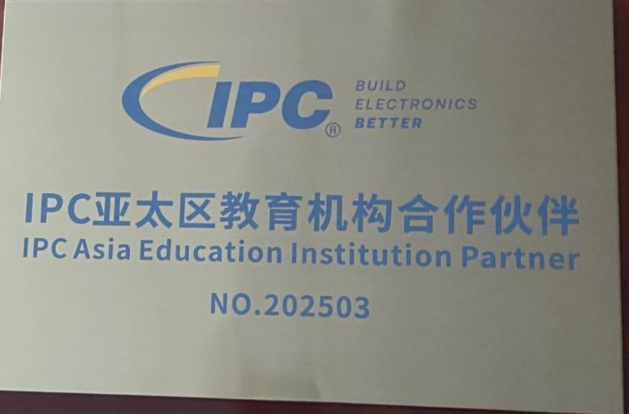 IPC®
BUILD
ELECTRONICS
BETTER
IPC亚太区教育机构合作伙伴
IPC Asia Education Institution Partner
NO.202503